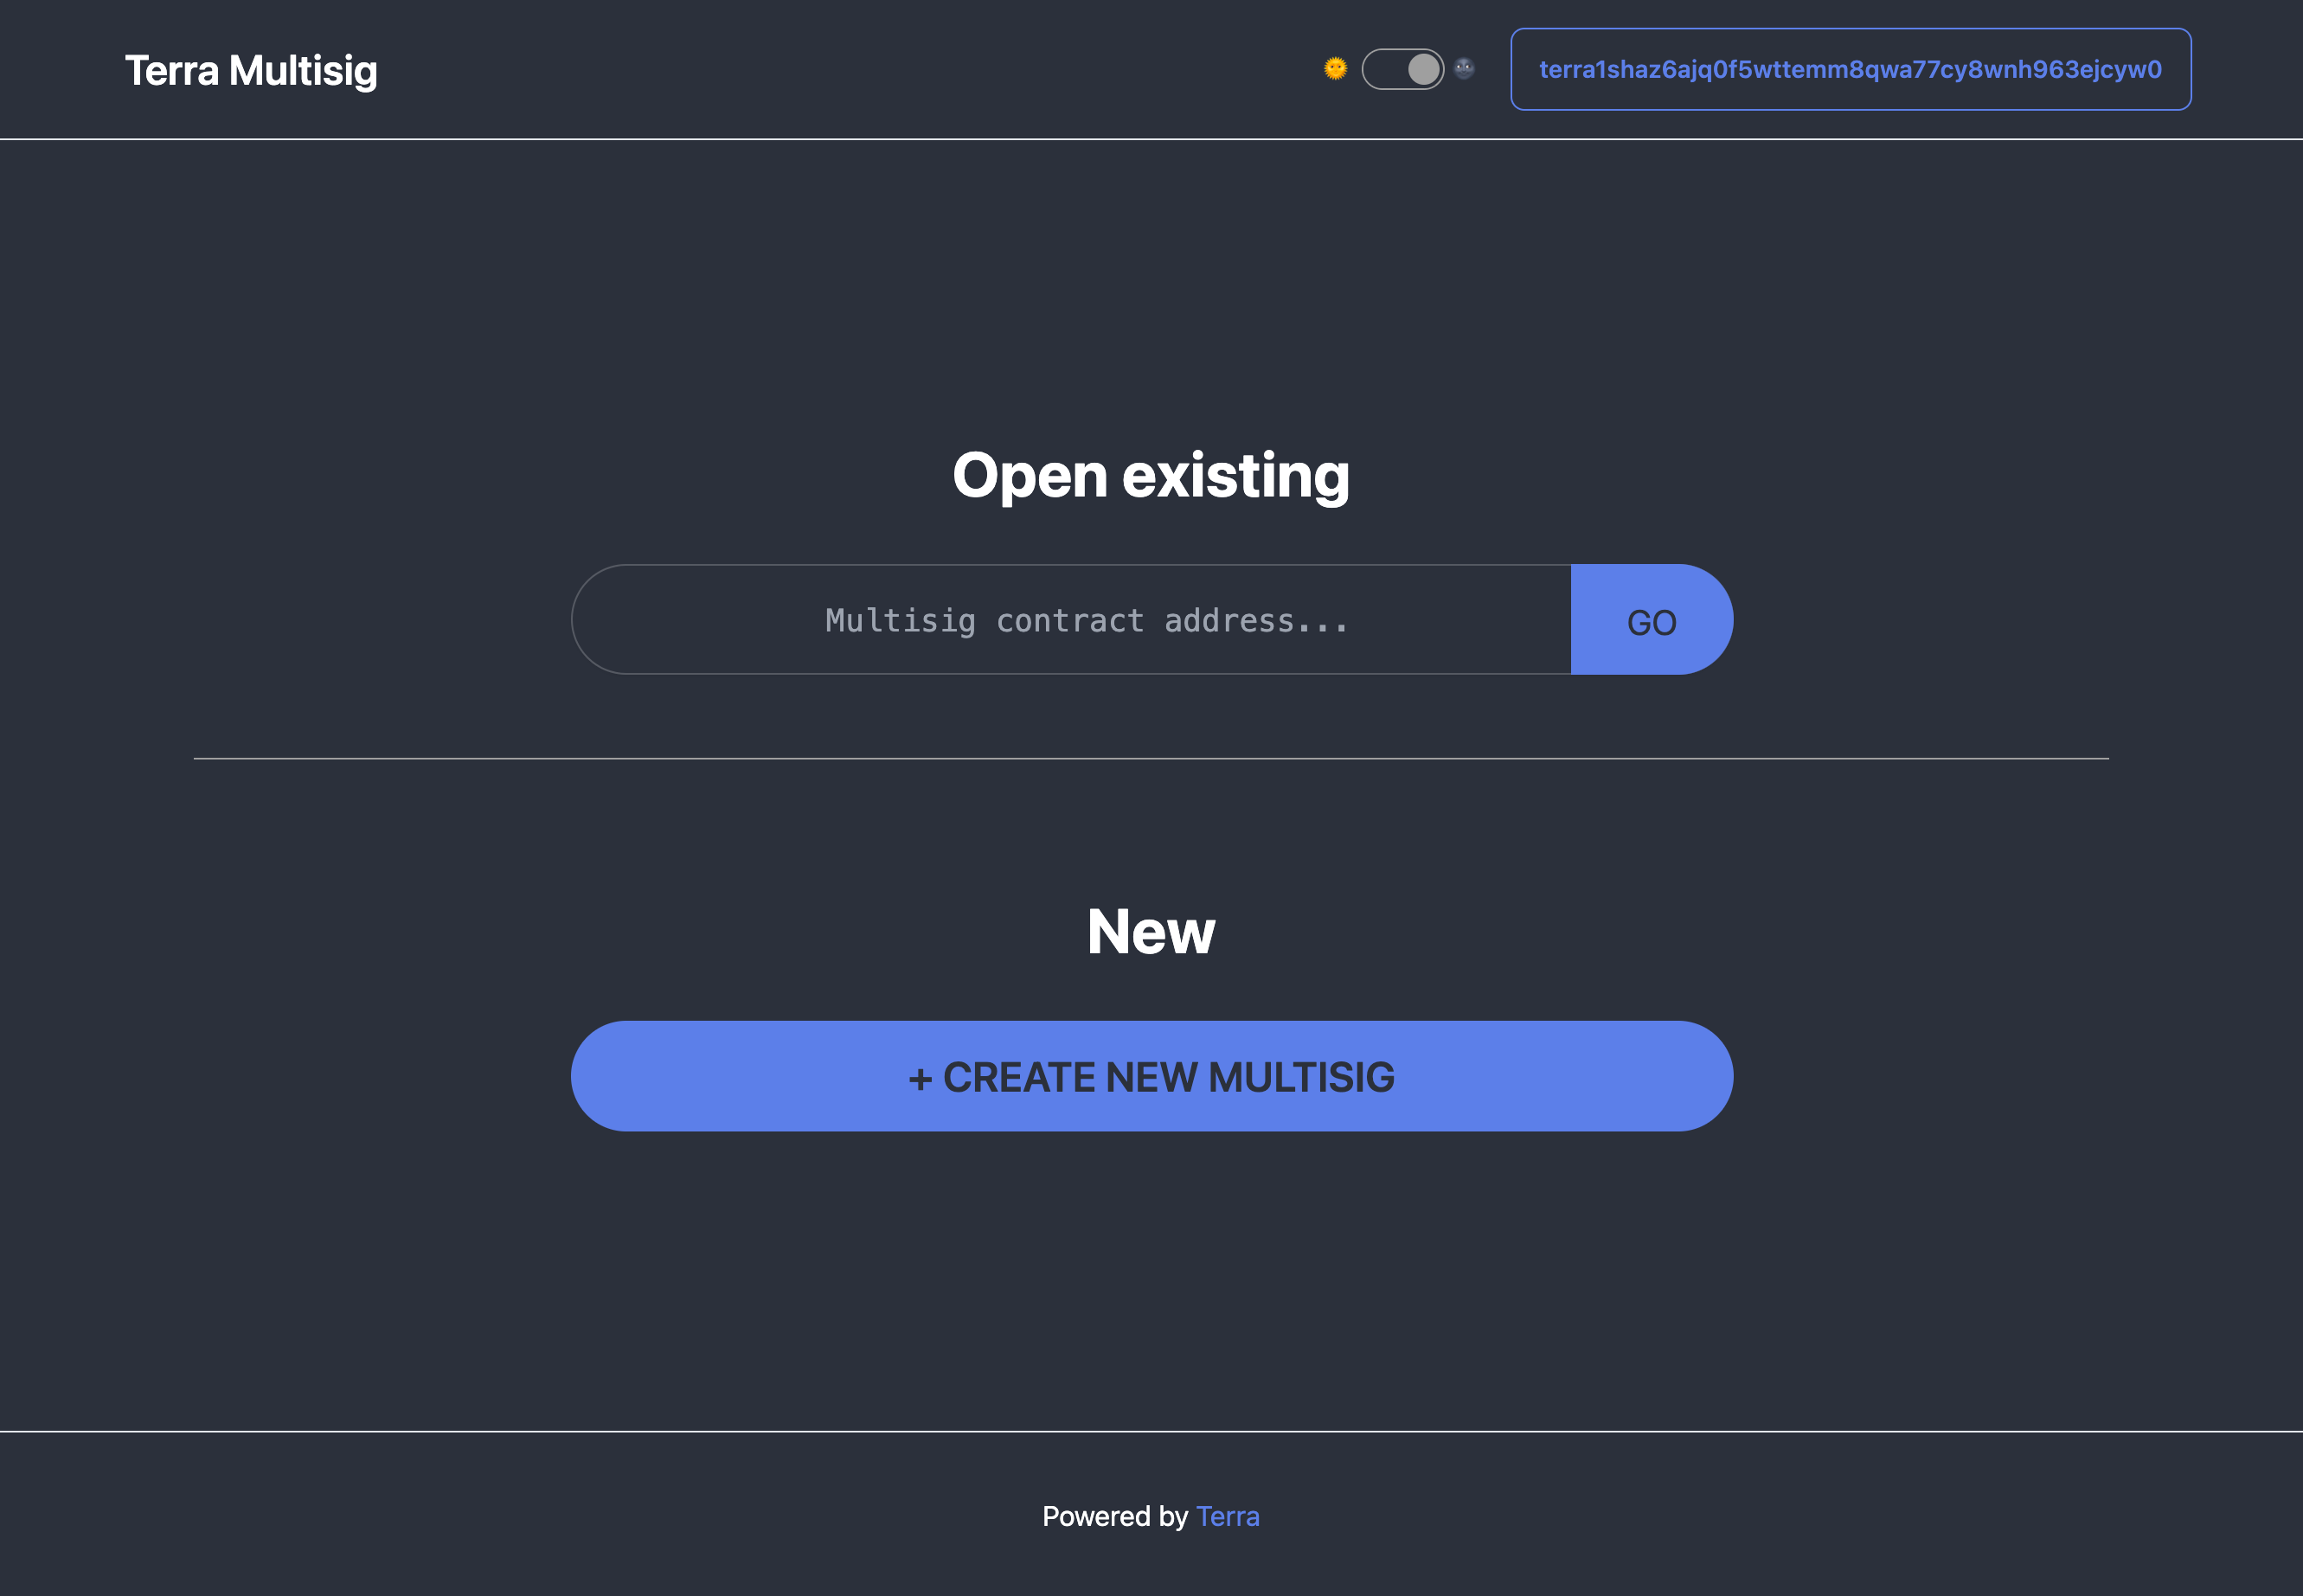 Terra Multisig
terra1shaz6ajq0f5wttemm8qwa77cy8wnh963ejcyw0
Open existing
Multisig contract address...
GO
New
+ CREATE NEW MULTISIG
Powered by Terra